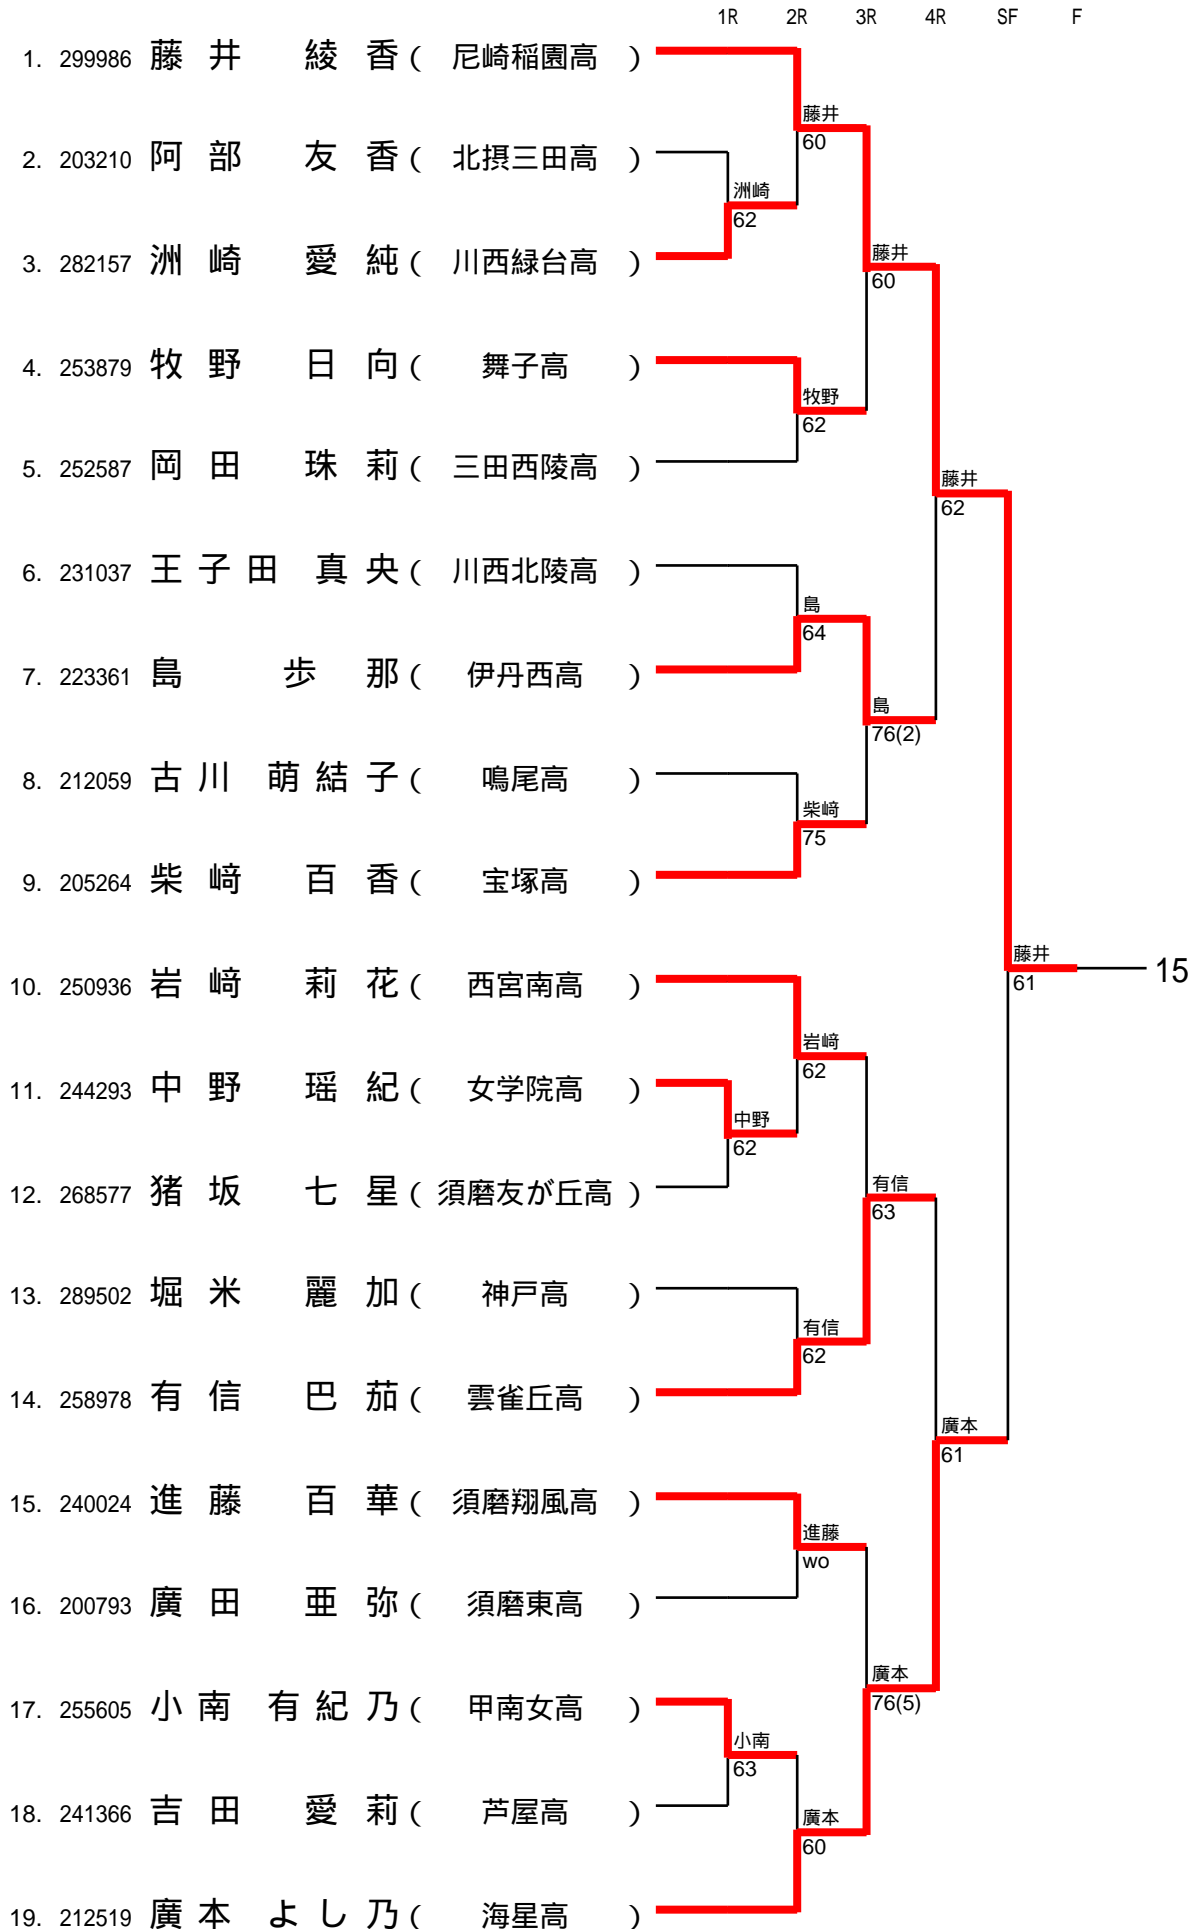 1R 2R 3R 4R SF F
1. 299986 藤井 綾香 ( 尼崎稲園高 )
藤井
60
2. 203210 阿部 友香 ( 北摂三田高 )
洲崎
62
3. 282157 洲崎 愛純 ( 川西緑台高 )
藤井
60
4. 253879 牧野 日向 ( 舞子高 )
牧野
62
5. 252587 岡田 珠莉 ( 三田西陵高 )
藤井
62
6. 231037 王子田 真央 ( 川西北陵高 )
島
64
7. 223361 島 歩那 ( 伊丹西高 )
島
76(2)
8. 212059 古川 萌結子 ( 鳴尾高 )
柴﨑
75
9. 205264 柴﨑 百香 ( 宝塚高 )
藤井
61
15
10. 250936 岩﨑 莉花 ( 西宮南高 )
岩﨑
62
11. 244293 中野 瑶紀 ( 女学院高 )
中野
62
12. 268577 猪坂 七星 ( 須磨友が丘高 )
有信
63
13. 289502 堀米 麗加 ( 神戸高 )
有信
62
14. 258978 有信 巴茄 ( 雲雀丘高 )
廣本
61
15. 240024 進藤 百華 ( 須磨翔風高 )
進藤
wo
16. 200793 廣田 亜弥 ( 須磨東高 )
廣本
76(5)
17. 255605 小南 有紀乃 ( 甲南女高 )
小南
63
18. 241366 吉田 愛莉 ( 芦屋高 )
廣本
60
19. 212519 廣本 よし乃 ( 海星高 )